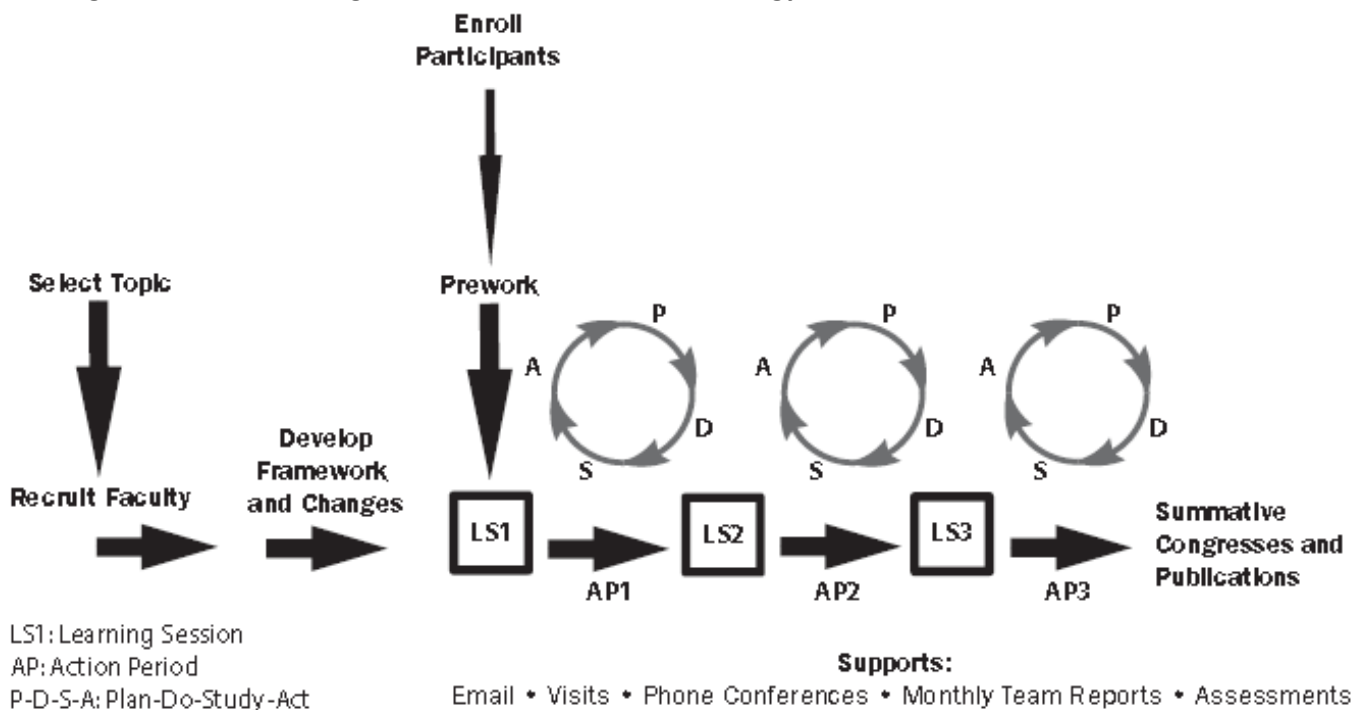 Enroll
Participants
Select Topic
Prework
P
A
D
S
P
A
D
S
P
A
D
S
Develop
Framework
and Changes
Recruit Faculty
LS1
LS2
LS3
AP1
AP2
AP3
Summative
Congresses and
Publications
LS1: Learning Session
AP: Action Period
P-D-S-A: Plan-Do-Study-Act
Supports:
Email • Visits • Phone Conferences • Monthly Team Reports • Assessments